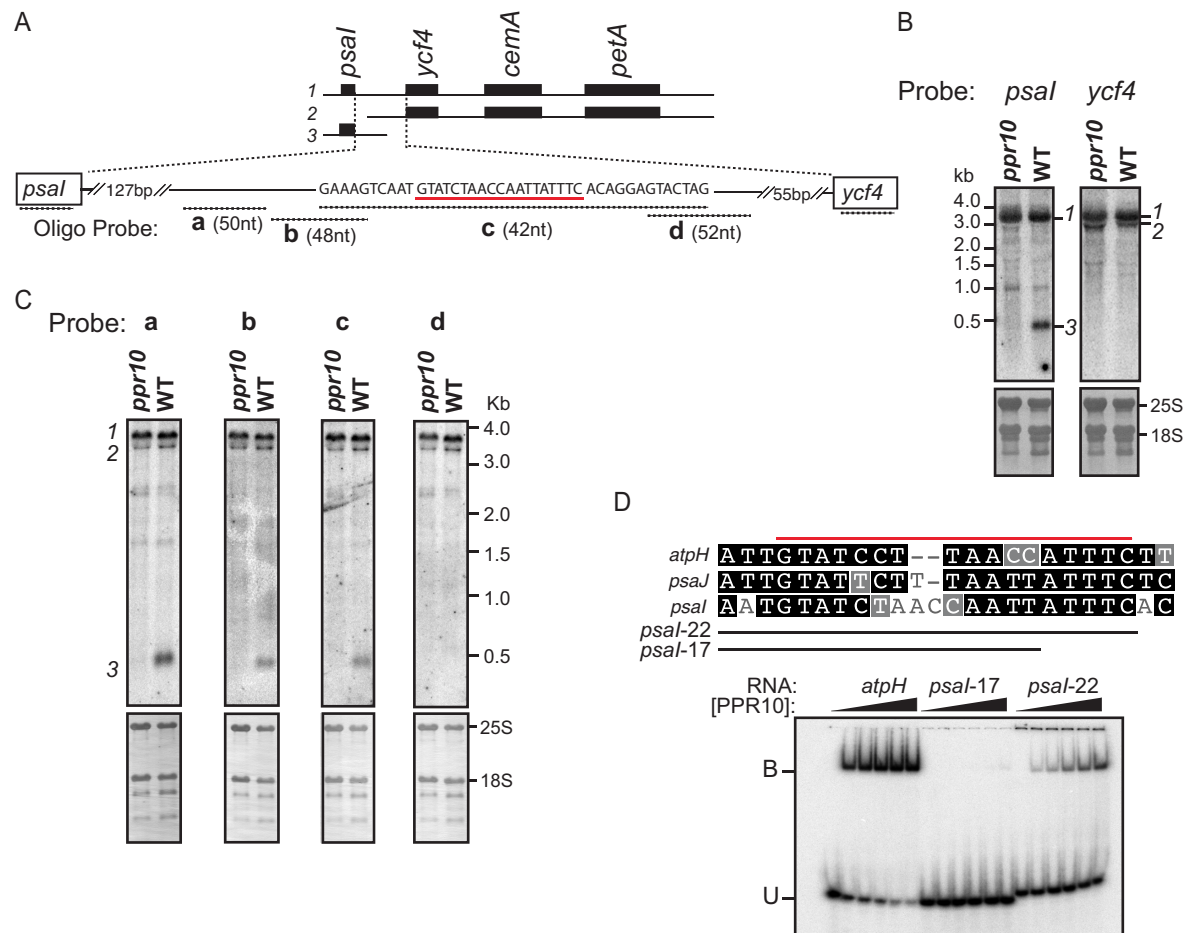 A
psaI
ycf4
cemA
petA
1
2
3
psaI
127bp
GAAAGTCAAT GTATCTAACCAATTATTTC ACAGGAGTACTAG
55bp
ycf4
Oligo Probe:
a (50nt)
b (48nt)
c (42nt)
d (52nt)
B
Probe: psaI ycf4
ppr10 WT ppr10 WT
kb
4.0
3.0
2.0
1.5
1.0
0.5
1
3
1
2
25S
18S
C
Probe: a b c d
ppr10 WT ppr10 WT ppr10 WT ppr10 WT
Kb
1
2
3
4.0
3.0
2.0
1.5
1.0
0.5
25S
18S
D
atpH ATTGTATCCT--TAACCATTTCTT
psaJ ATTGTATTCTT-TAATTATTTCTC
psaI AATGTATCTAACCAATTATTTCAC
psaI-22
psaI-17
RNA: atpH psaI-17 psaI-22
[PPR10]:
B
U